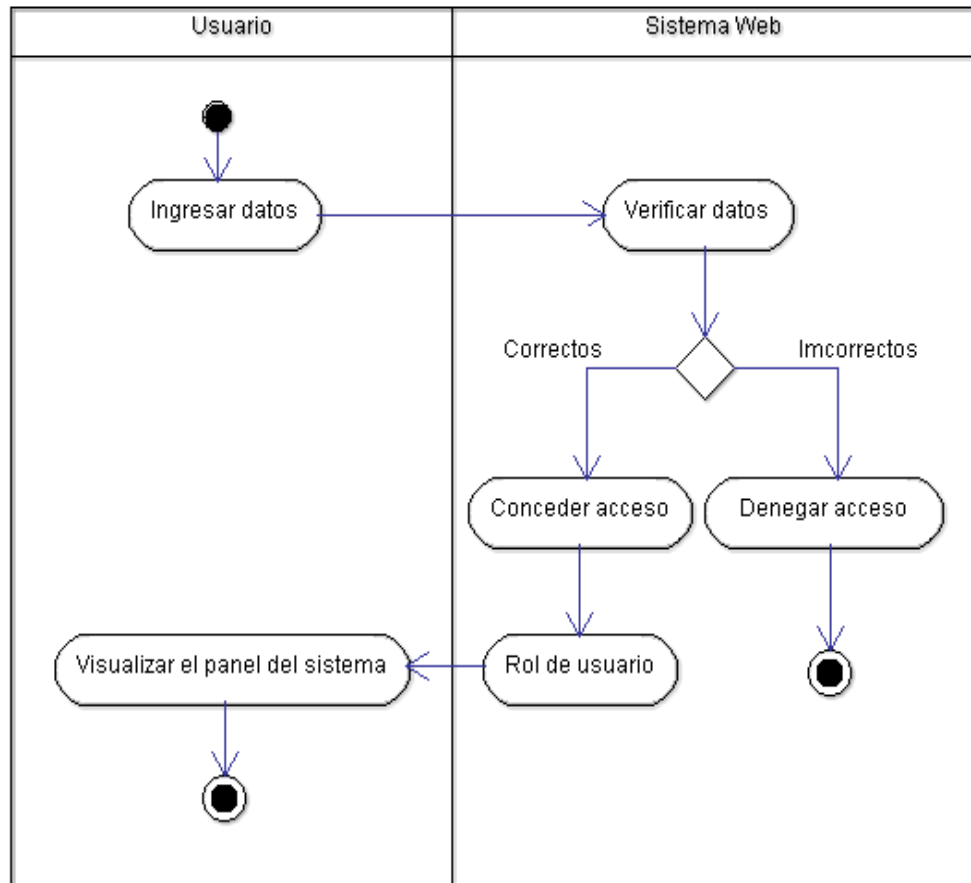 Usuario
Sistema Web
Ingresar datos
Verificar datos
Correctos
Imcorrectos
Conceder acceso
Denegar acceso
Visualizar el panel del sistema
Rol de usuario